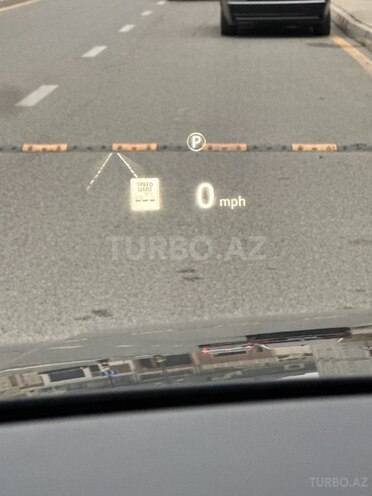 P
SPEED
LIMIT
---
0 mph
TURBO.AZ
TURBO.AZ